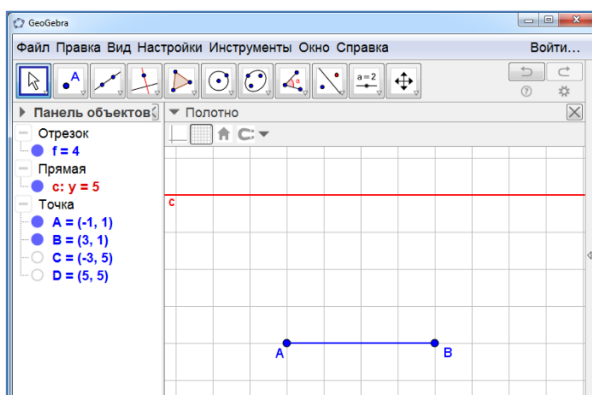 GeoGebra
Файл Правка Вид Настройки Инструменты Окно Справка Войти...
A a=2
Панель объектов Полотно
Отрезок
f = 4
Прямая
c: y = 5
Точка
A = (-1, 1)
B = (3, 1)
C = (-3, 5)
D = (5, 5)
c
A B